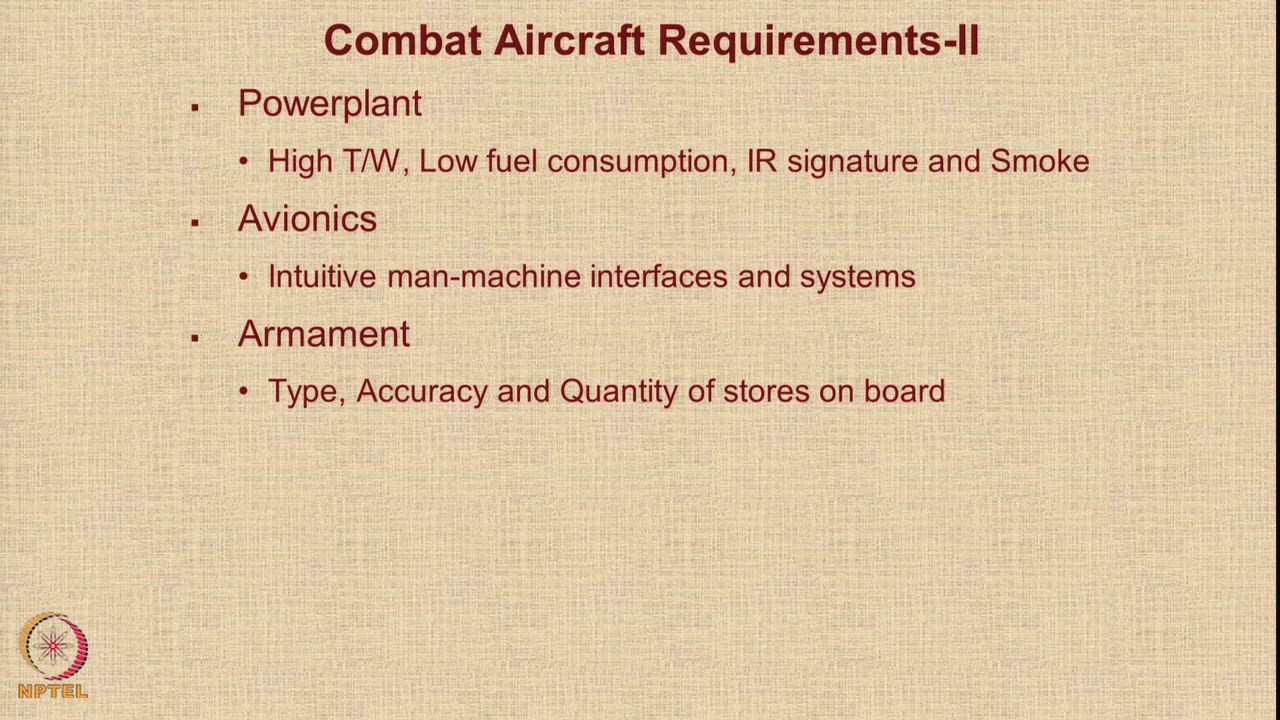 Combat Aircraft Requirements-II
▪ Powerplant
• High T/W, Low fuel consumption, IR signature and Smoke
▪ Avionics
• Intuitive man-machine interfaces and systems
▪ Armament
• Type, Accuracy and Quantity of stores on board
NPTEL